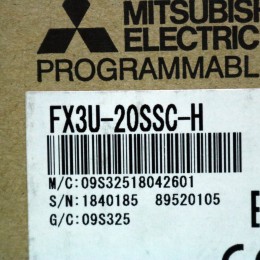 MITSUBISH
ELECTRIC
PROGRAMMABL
FX3U-20SSC-H
M/C: 09S32518042601
S/N: 1840185 89520105
G/C: 09S325